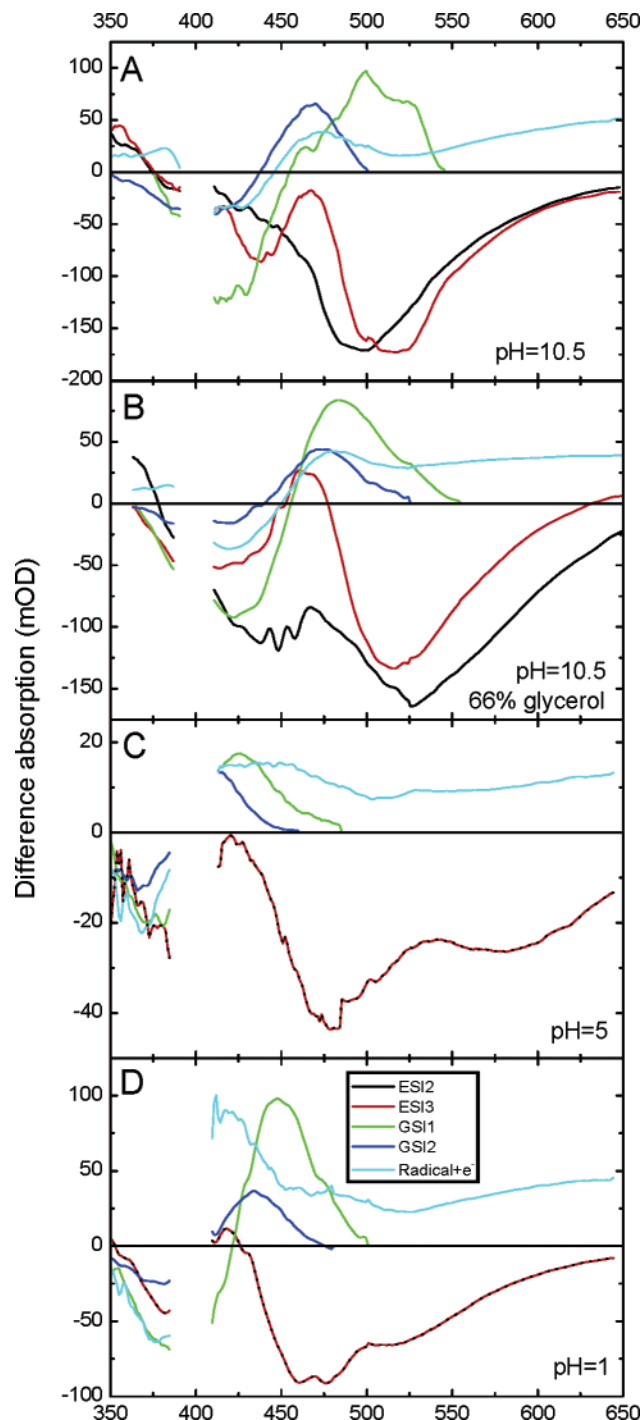 350 400 450 500 550 600 650
A
100
50
0
-50
-100
-150
-200
pH=10.5
B
50
0
-50
-100
-150
pH=10.5
66% glycerol
Difference absorption (mOD)
C
20
0
-20
-40
pH=5
D
100
50
0
-50
-100
ESI2
ESI3
GSI1
GSI2
Radical+e-
pH=1
350 400 450 500 550 600 650